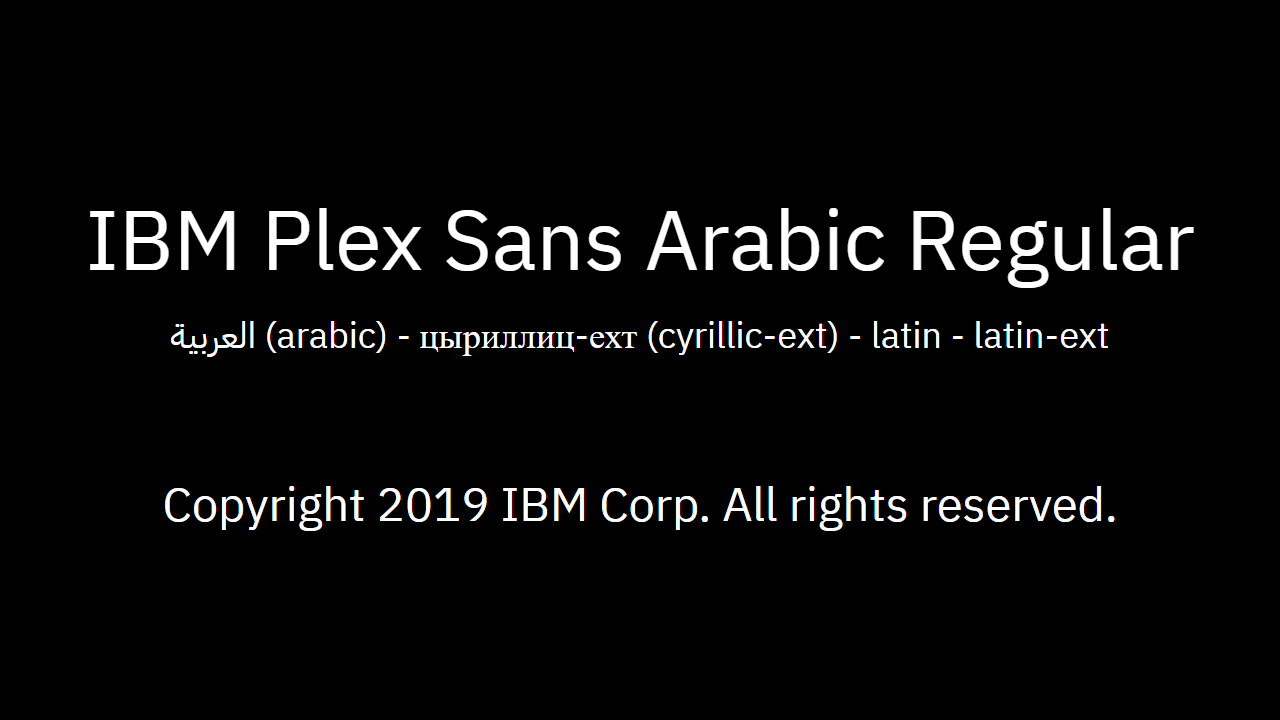 IBM Plex Sans Arabic Regular
العربية (arabic) - цыриллиц-ехт (cyrillic-ext) - latin - latin-ext
Copyright 2019 IBM Corp. All rights reserved.